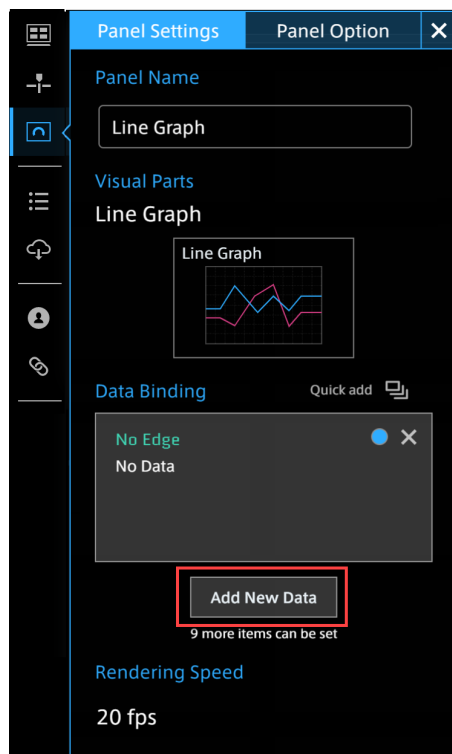 Panel Settings
Panel Option
Panel Name
Line Graph
Visual Parts
Line Graph
Line Graph
Data Binding
Quick add
No Edge
No Data
Add New Data
9 more items can be set
Rendering Speed
20 fps